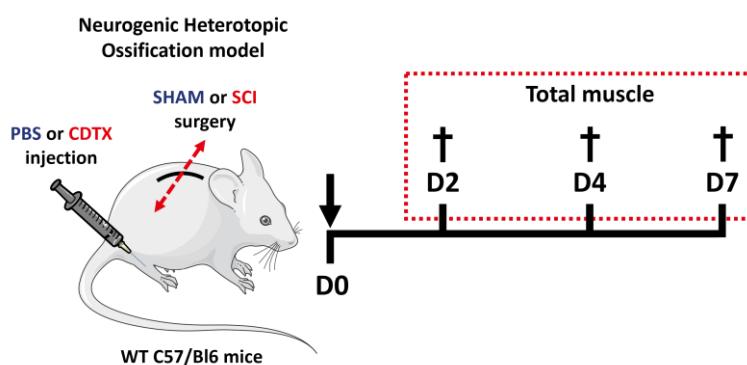 Neurogenic Heterotopic
Ossification model
SHAM or SCI
surgery
PBS or CDTX
injection
WT C57/Bl6 mice
Total muscle
D2 D4 D7
D0